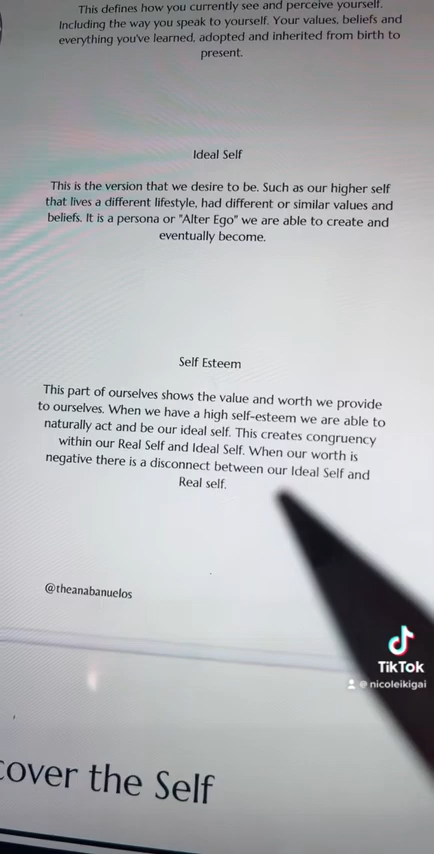 This defines how you currently see and perceive yourself.
Including the way you speak to yourself. Your values, beliefs and
everything you've learned, adopted and inherited from birth to
present.
Ideal Self
This is the version that we desire to be. Such as our higher self
that lives a different lifestyle, had different or similar values and
beliefs. It is a persona or "Alter Ego" we are able to create and
eventually become.
Self Esteem
This part of ourselves shows the value and worth we provide
to ourselves. When we have a high self-esteem we are able to
naturally act and be our ideal self. This creates congruency
within our Real Self and Ideal Self. When our worth is
negative there is a disconnect between our Ideal Self and
Real self.
@theanabanuelos
TikTok
@nicoleikigai
cover the Self